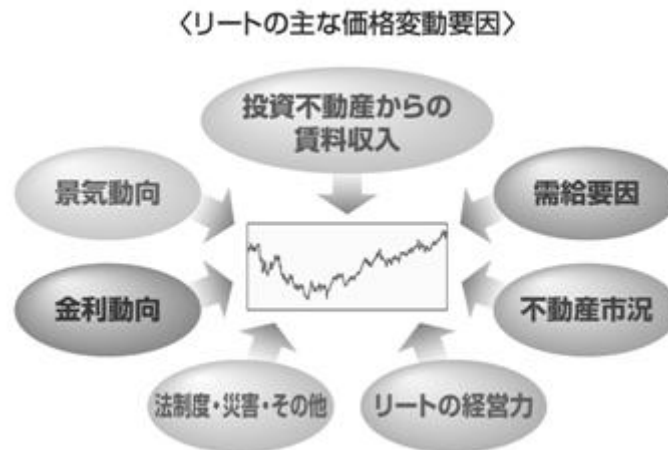 〈リートの主な価格変動要因〉
投資不動産からの
賃料収入
景気動向
需給要因
金利動向
不動産市況
法制度・災害・その他
リートの経営力